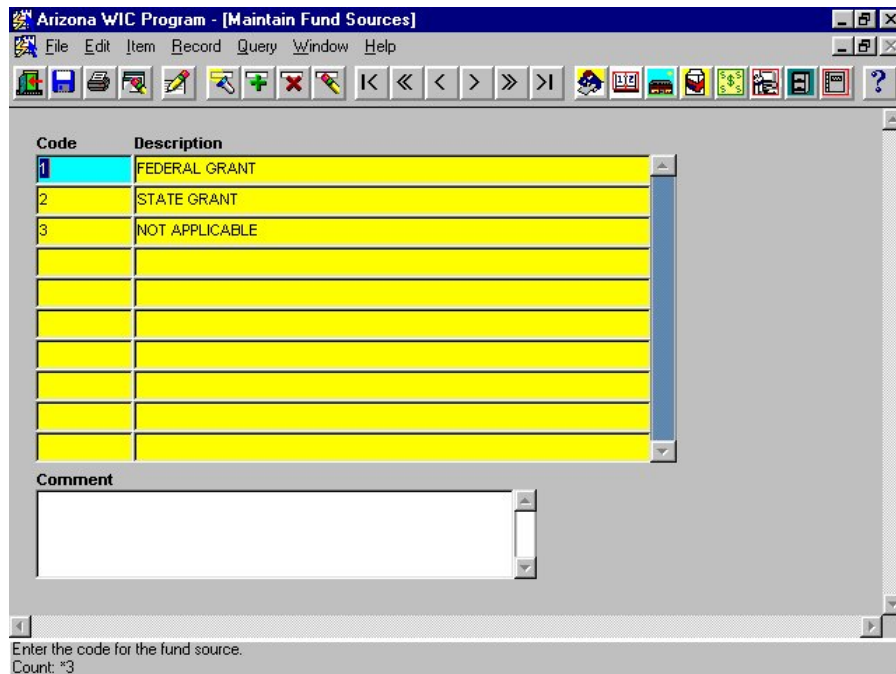 Arizona WIC Program - [Maintain Fund Sources]
File Edit Item Record Query Window Help
Code Description
1 FEDERAL GRANT
2 STATE GRANT
3 NOT APPLICABLE
Comment
Enter the code for the fund source.
Count: *3